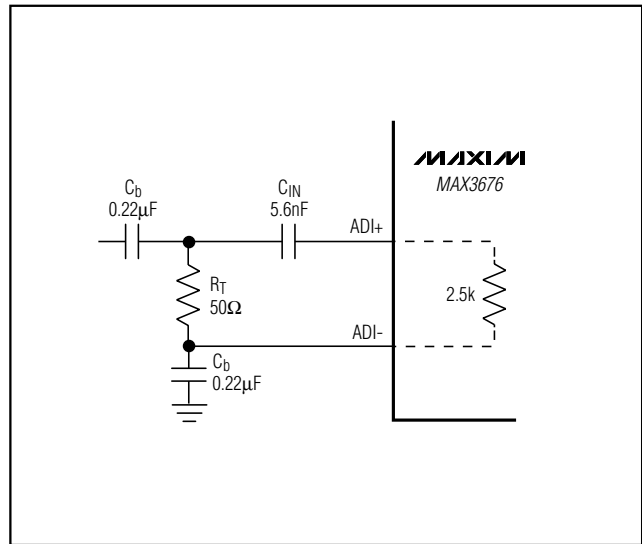 MAXIM
MAX3676
Cb
0.22μF
CIN
5.6nF
ADI+
RT
50Ω
2.5k
ADI-
Cb
0.22μF